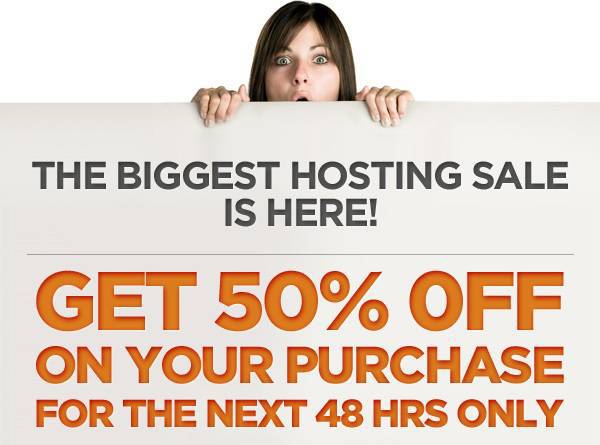 THE BIGGEST HOSTING SALE
IS HERE!
GET 50% OFF
ON YOUR PURCHASE
FOR THE NEXT 48 HRS ONLY